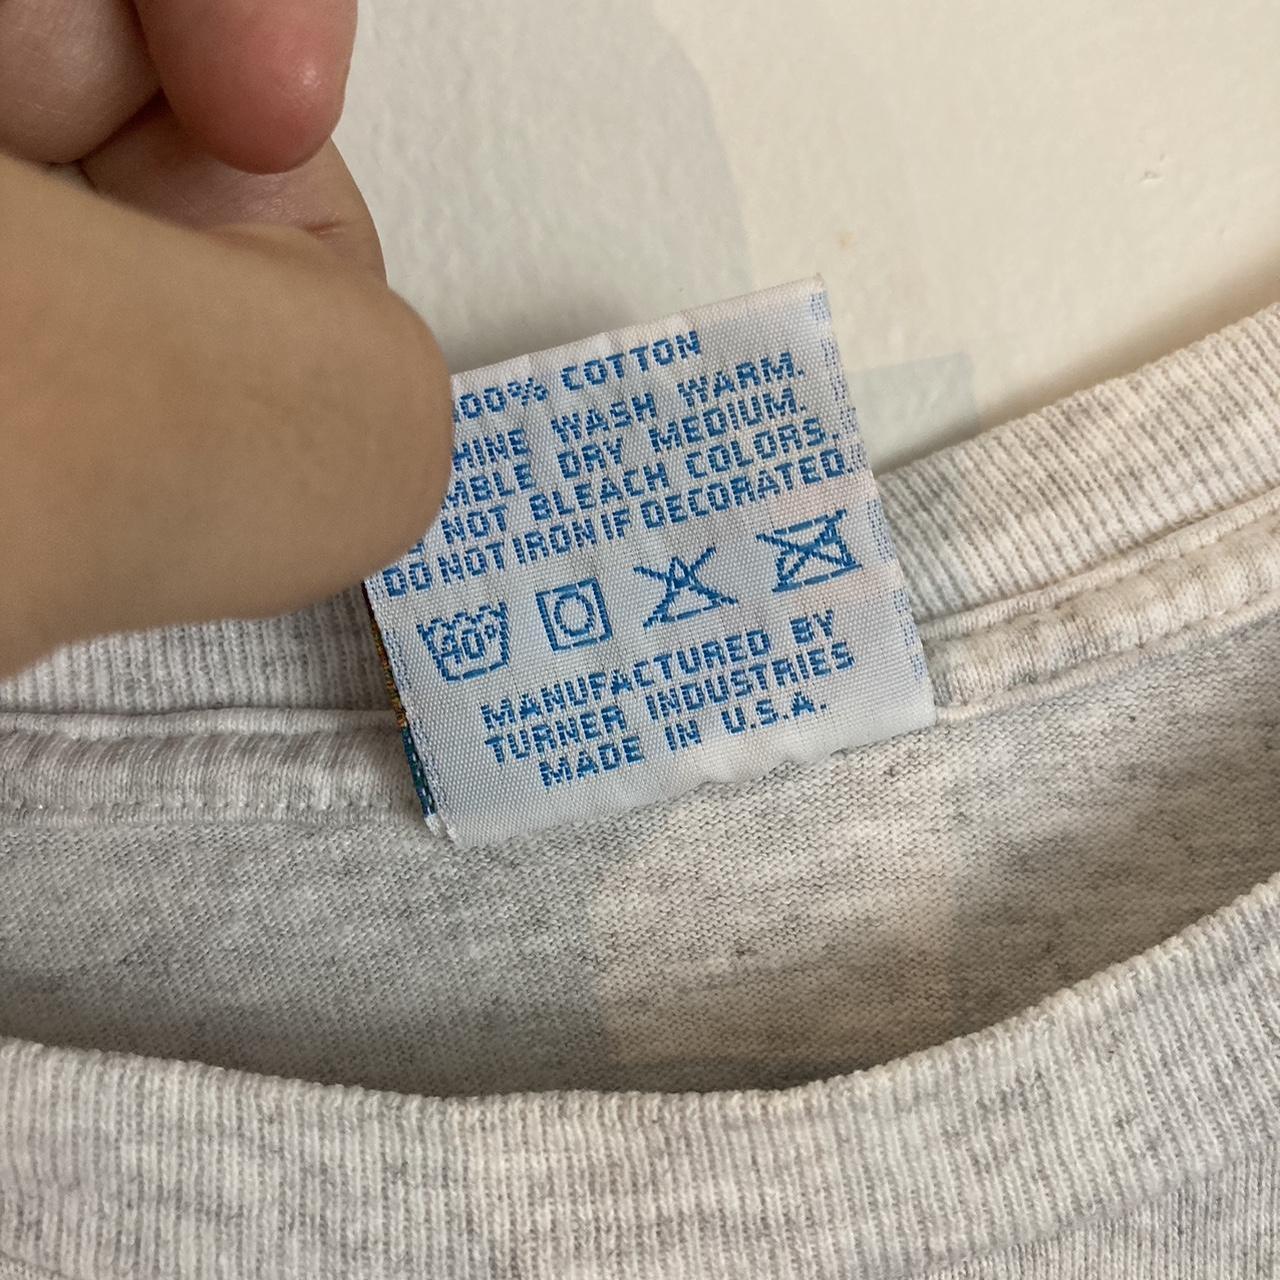 00% COTTON
HINE WASH WARM.
MBLE DRY MEDIUM.
NOT BLEACH COLORS.
DO NOT IRON IF DECORATED.
40°
MANUFACTURED BY
TURNER INDUSTRIES
MADE IN U.S.A.